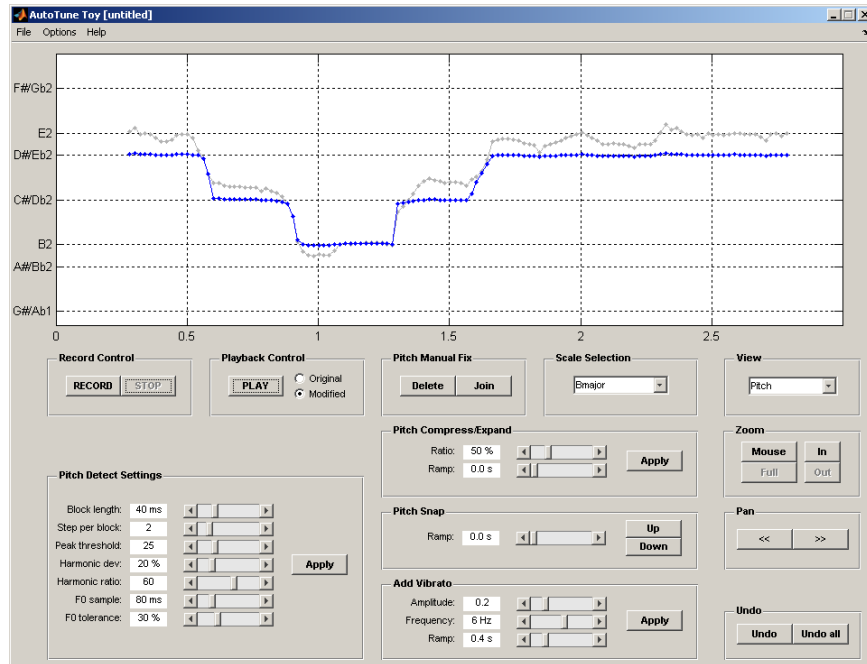 AutoTune Toy [untitled]
File Options Help
F#/Gb2
E2
D#/Eb2
C#/Db2
B2
A#/Bb2
G#/Ab1
0 0.5 1 1.5 2 2.5
Record Control
RECORD STOP
Playback Control
PLAY
Original
Modified
Pitch Manual Fix
Delete Join
Scale Selection
Bmajor
View
Pitch
Pitch Compress/Expand
Ratio: 50 %
Ramp: 0.0 s
Apply
Zoom
Mouse In
Full Out
Pitch Detect Settings
Block length: 40 ms
Step per block: 2
Peak threshold: 25
Harmonic dev: 20 %
Harmonic ratio: 60
F0 sample: 80 ms
F0 tolerance: 30 %
Apply
Pitch Snap
Ramp: 0.0 s
Up
Down
Pan
<< >>
Add Vibrato
Amplitude: 0.2
Frequency: 6 Hz
Ramp: 0.4 s
Apply
Undo
Undo Undo all